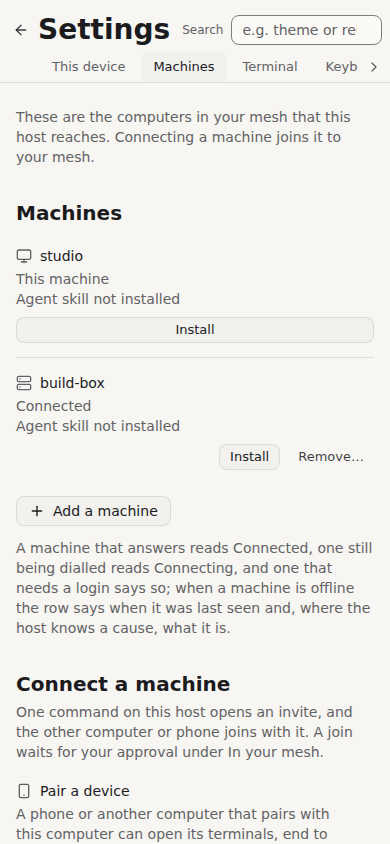 Settings
Search
e.g. theme or re
This device
Machines
Terminal
Keyb
These are the computers in your mesh that this
host reaches. Connecting a machine joins it to
your mesh.
Machines
studio
This machine
Agent skill not installed
Install
build-box
Connected
Agent skill not installed
Install
Remove…
Add a machine
A machine that answers reads Connected, one still
being dialled reads Connecting, and one that
needs a login says so; when a machine is offline
the row says when it was last seen and, where the
host knows a cause, what it is.
Connect a machine
One command on this host opens an invite, and
the other computer or phone joins with it. A join
waits for your approval under In your mesh.
Pair a device
A phone or another computer that pairs with
this computer can open its terminals, end to